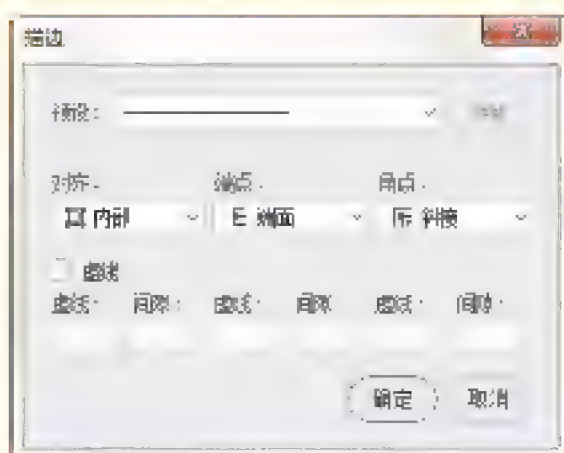 描边
预设：
对齐： 端点： 角点：
内部 端面 斜接
虚线
虚线： 间隙： 虚线： 间隙： 虚线： 间隙：
确定 取消